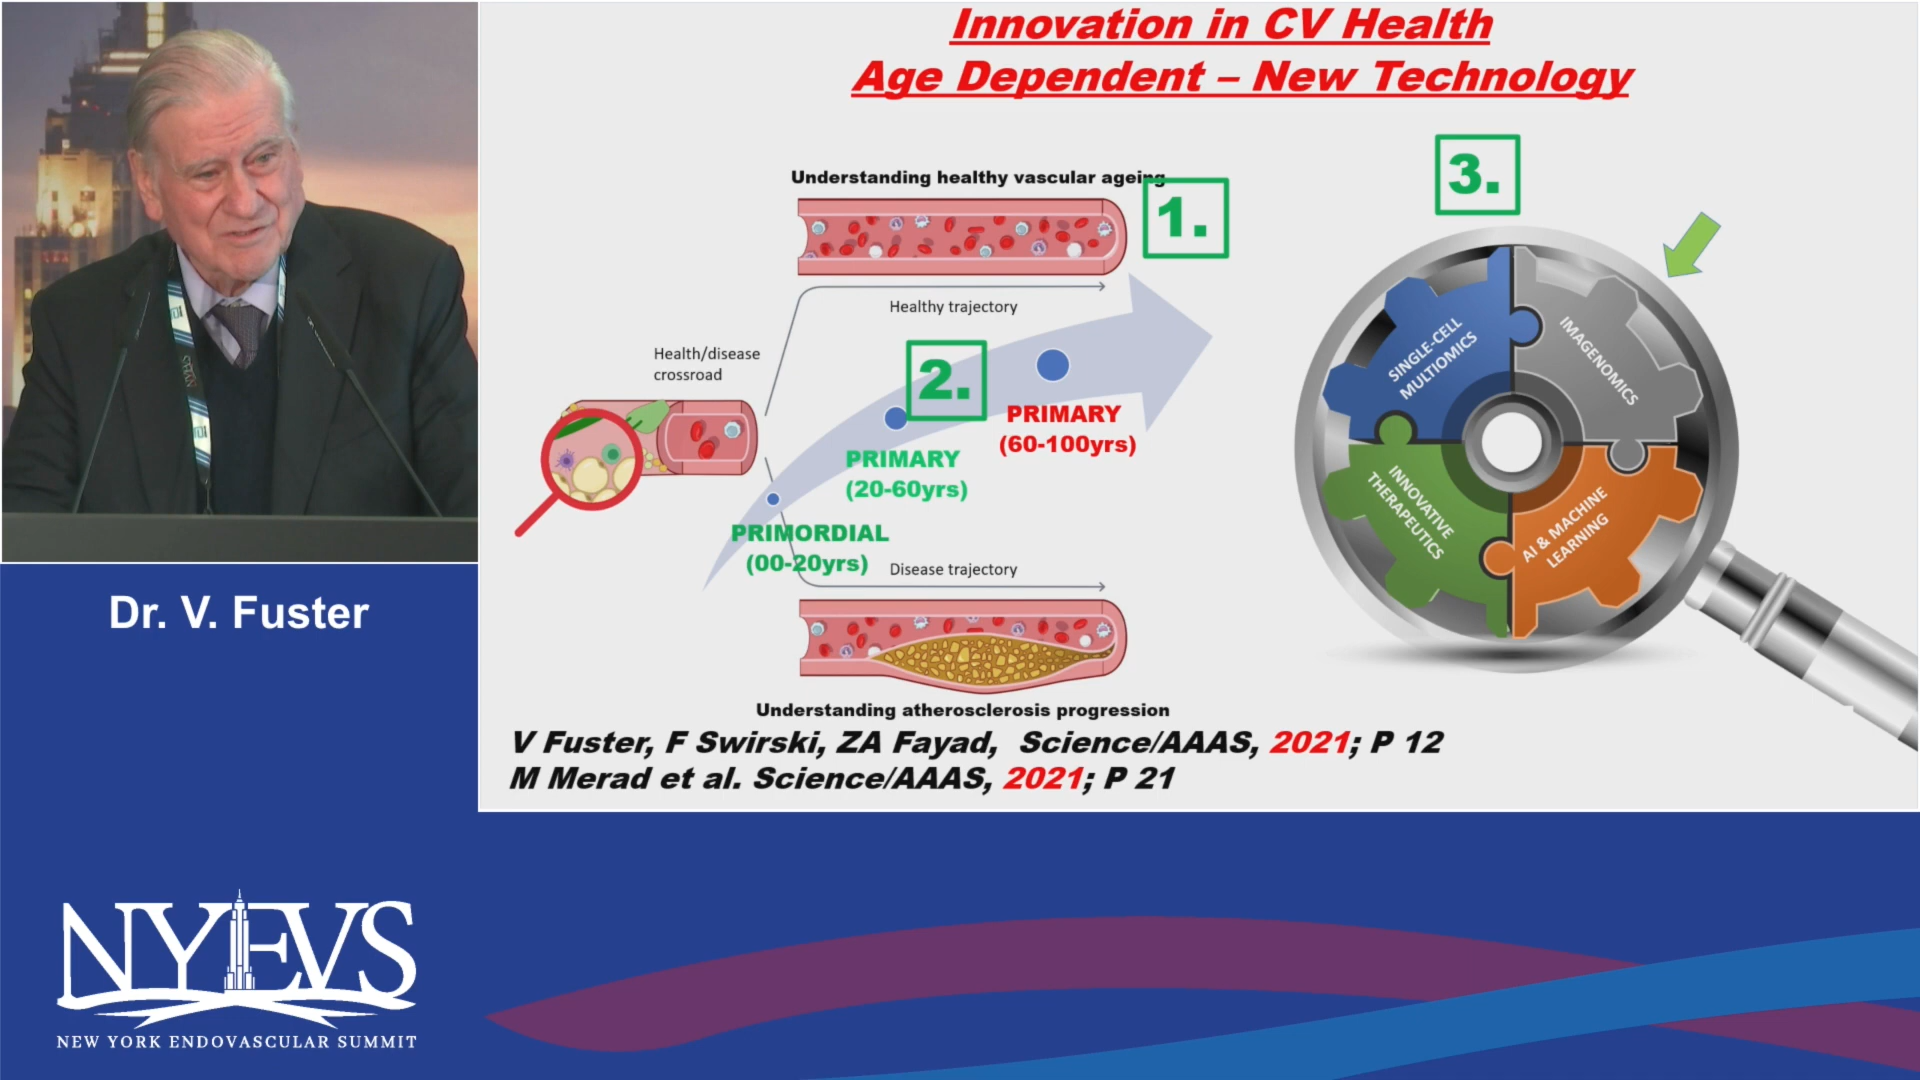 Innovation in CV Health
Age Dependent – New Technology
Understanding healthy vascular ageing
1.
3.
Healthy trajectory
Health/disease
crossroad
2.
PRIMARY
(60-100yrs)
PRIMARY
(20-60yrs)
PRIMORDIAL
(00-20yrs)
Disease trajectory
Understanding atherosclerosis progression
SINGLE-CELL
MULTIOMICS
IMAGENOMICS
INNOVATIVE
THERAPEUTICS
AI & MACHINE
LEARNING
V Fuster, F Swirski, ZA Fayad, Science/AAAS, 2021; P 12
M Merad et al. Science/AAAS, 2021; P 21
Dr. V. Fuster
NYEVS
NEW YORK ENDOVASCULAR SUMMIT